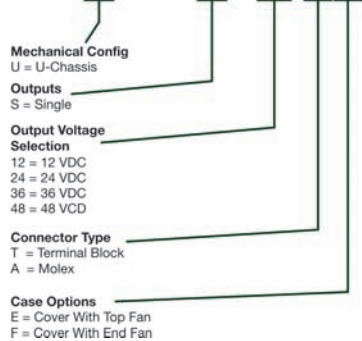 Mechanical Config
U = U-Chassis
Outputs
S = Single
Output Voltage
Selection
12 = 12 VDC
24 = 24 VDC
36 = 36 VDC
48 = 48 VCD
Connector Type
T = Terminal Block
A = Molex
Case Options
E = Cover With Top Fan
F = Cover With End Fan